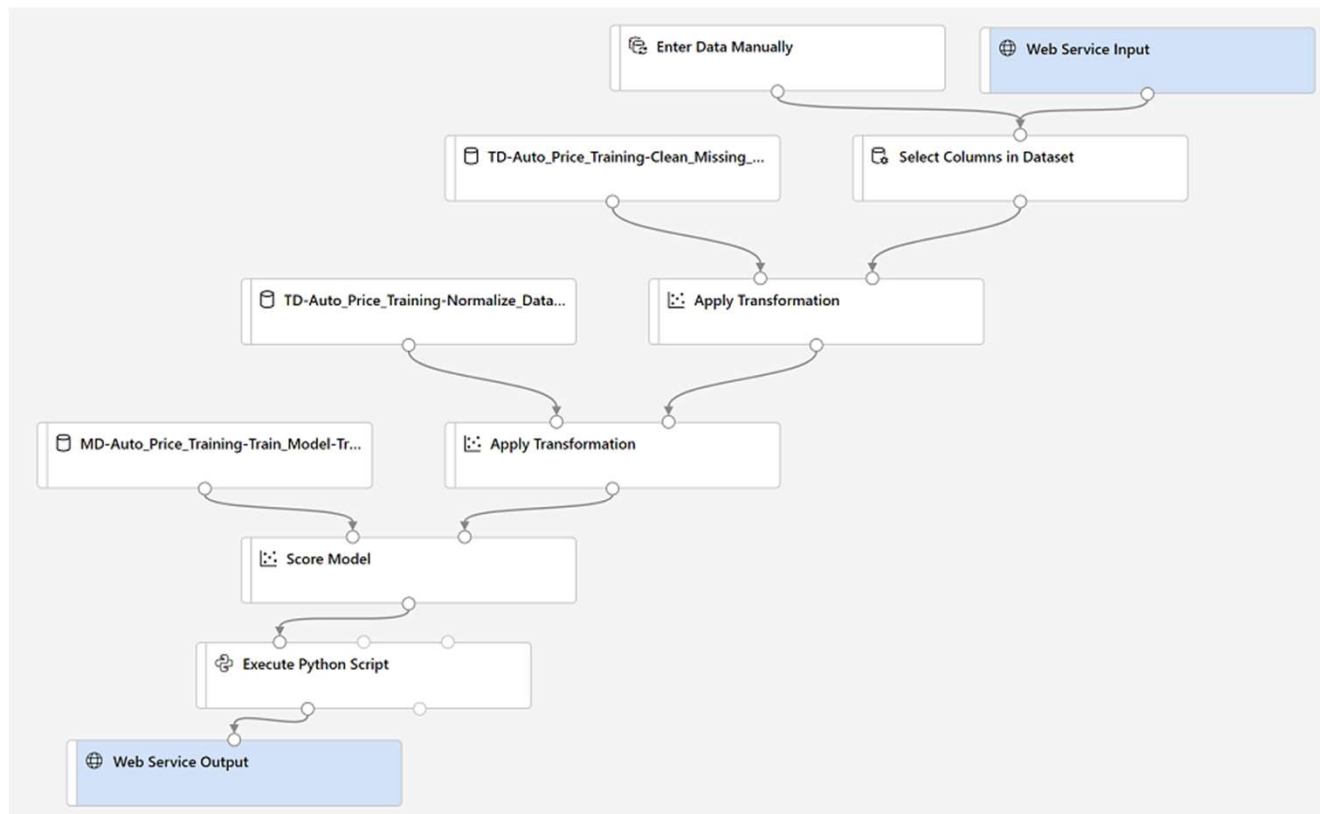 Enter Data Manually
Web Service Input
TD-Auto_Price_Training-Clean_Missing_...
Select Columns in Dataset
TD-Auto_Price_Training-Normalize_Data...
Apply Transformation
MD-Auto_Price_Training-Train_Model-Tr...
Apply Transformation
Score Model
Execute Python Script
Web Service Output